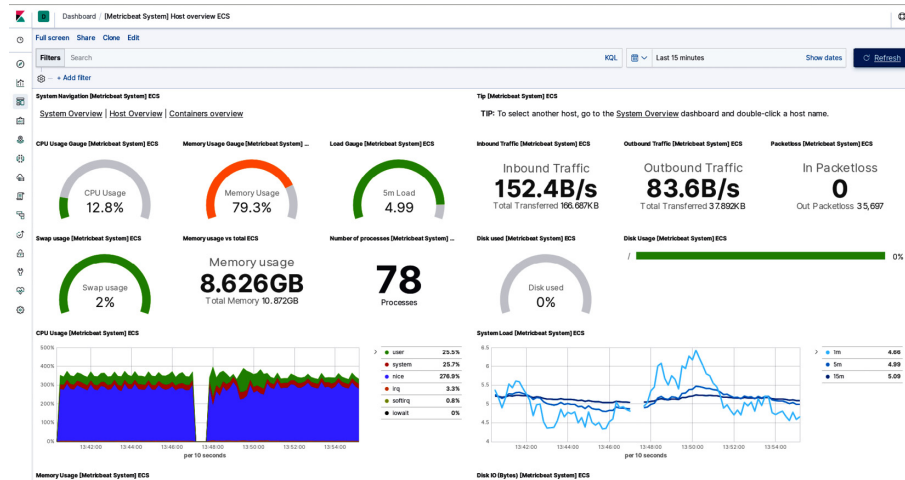 D Dashboard / [Metricbeat System] Host overview ECS
Full screen Share Clone Edit
Filters Search KQL Last 15 minutes Show dates Refresh
+ Add filter
System Navigation [Metricbeat System] ECS
System Overview | Host Overview | Containers overview
Tip [Metricbeat System] ECS
TIP: To select another host, go to the System Overview dashboard and double-click a host name.
CPU Usage Gauge [Metricbeat System] ECS
CPU Usage
12.8%
Memory Usage Gauge [Metricbeat System] ...
Memory Usage
79.3%
Load Gauge [Metricbeat System] ECS
5m Load
4.99
Inbound Traffic [Metricbeat System] ECS
Inbound Traffic
152.4B/s
Total Transferred 166.687KB
Outbound Traffic [Metricbeat System] ECS
Outbound Traffic
83.6B/s
Total Transferred 37.892KB
Packetloss [Metricbeat System] ECS
In Packetloss
0
Out Packetloss 35,697
Swap usage [Metricbeat System] ECS
Swap usage
2%
Memory usage vs total ECS
Memory usage
8.626GB
Total Memory 10.872GB
Number of processes [Metricbeat System] ...
78
Processes
Disk used [Metricbeat System] ECS
Disk used
0%
Disk Usage [Metricbeat System] ECS
/ 0%
CPU Usage [Metricbeat System] ECS
500%
400%
300%
200%
100%
0%
13:42:00 13:44:00 13:46:00 13:48:00 13:50:00 13:52:00 13:54:00
per 10 seconds
user 25.5%
system 25.7%
nice 276.9%
irq 3.3%
softirq 0.8%
iowait 0%
System Load [Metricbeat System] ECS
6.5
6
5.5
5
4.5
4
13:42:00 13:44:00 13:46:00 13:48:00 13:50:00 13:52:00 13:54:00
per 10 seconds
1m 4.66
5m 4.99
15m 5.09
Memory Usage [Metricbeat System] ECS
Disk IO (Bytes) [Metricbeat System] ECS